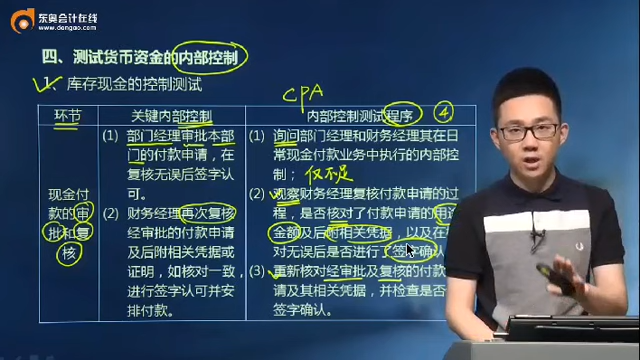 东奥会计在线
www.dongao.com
四、测试货币资金的内部控制
1. 库存现金的控制测试
CPA
环节
关键内部控制
内部控制测试程序 ④
现金付
款的审
批和复
核
(1) 部门经理审批本部
门的付款申请，在
复核无误后签字认
可。
(2) 财务经理再次复核
经审批的付款申请
及后附相关凭据或
证明，如核对一致，
进行签字认可并安
排付款。
(1) 询问部门经理和财务经理其在日
常现金付款业务中执行的内部控
制； 仅不足
(2) 观察财务经理复核付款申请的过
程，是否核对了付款申请的用途
金额及后附相关凭据，以及在
对无误后是否进行了签字确认
(3) 重新核对经审批及复核的付款
请及其相关凭据，并检查是否
签字确认。